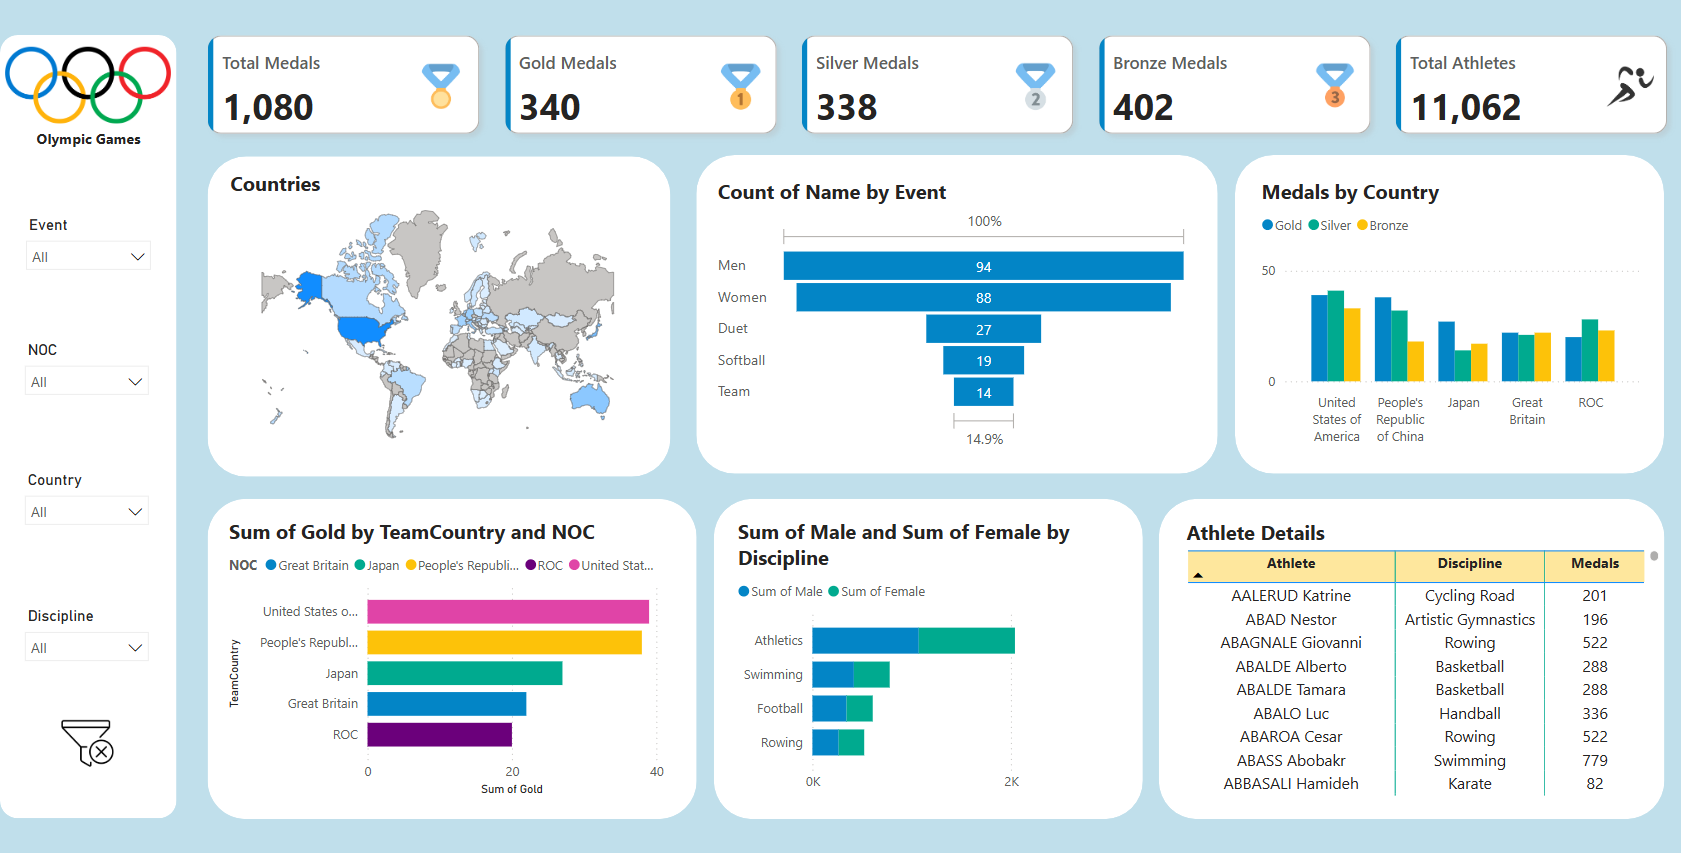 Olympic Games
Event
All
NOC
All
Country
All
Discipline
All
Total Medals
1,080
Gold Medals
340
1
Silver Medals
338
2
Bronze Medals
402
3
Total Athletes
11,062
Countries
Count of Name by Event
100%
Men
94
Women
88
Duet
27
Softball
19
Team
14
14.9%
Medals by Country
Gold Silver Bronze
50
0
United States of America
People's Republic of China
Japan
Great Britain
ROC
Sum of Gold by TeamCountry and NOC
NOC Great Britain Japan People's Republi... ROC United Stat...
TeamCountry
United States o...
People's Republ...
Japan
Great Britain
ROC
0 20 40
Sum of Gold
Sum of Male and Sum of Female by
Discipline
Sum of Male Sum of Female
Athletics
Swimming
Football
Rowing
0K 2K
Athlete Details
Athlete Discipline Medals
AALERUD Katrine Cycling Road 201
ABAD Nestor Artistic Gymnastics 196
ABAGNALE Giovanni Rowing 522
ABALDE Alberto Basketball 288
ABALDE Tamara Basketball 288
ABALO Luc Handball 336
ABAROA Cesar Rowing 522
ABASS Abobakr Swimming 779
ABBASALI Hamideh Karate 82